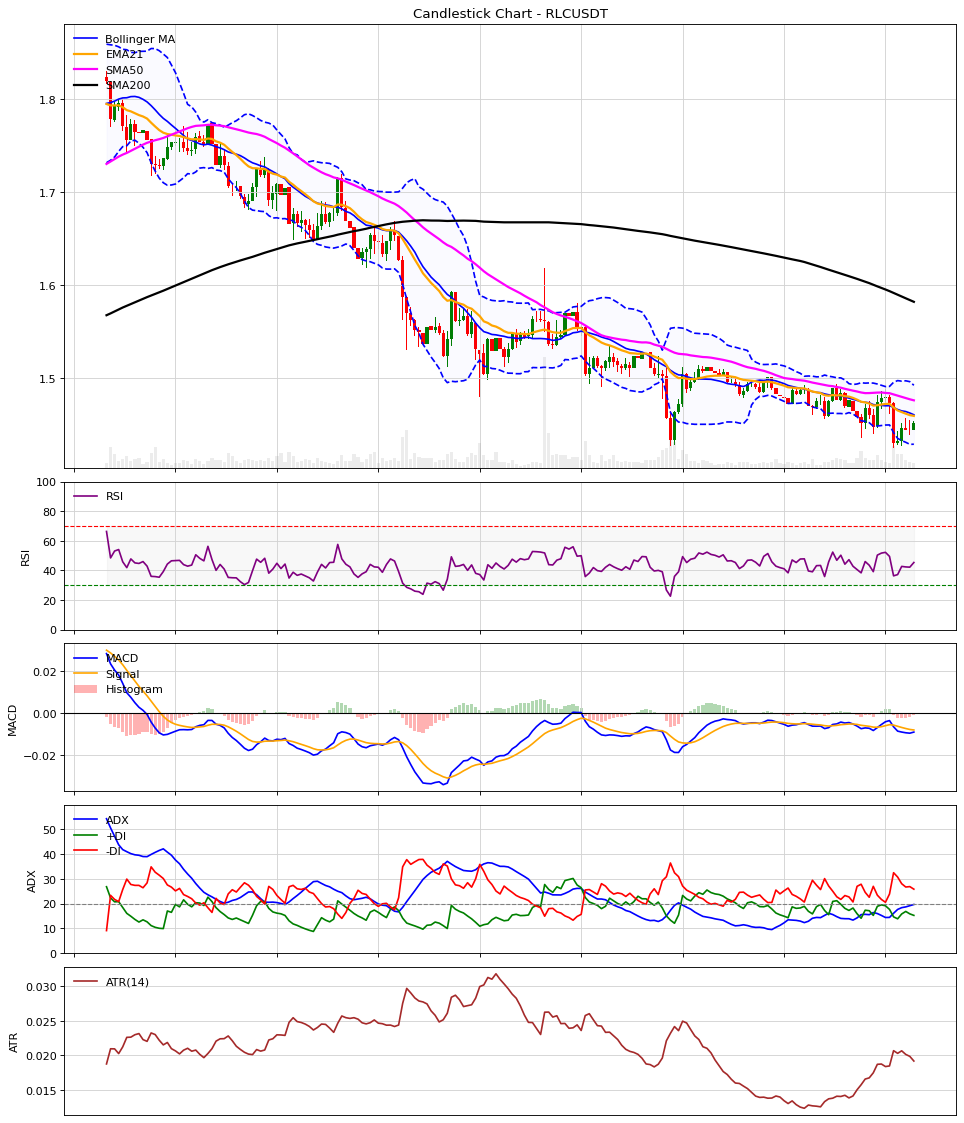 Candlestick Chart - RLCUSDT
Bollinger MA
EMA21
SMA50
SMA200
1.8
1.7
1.6
1.5
RSI
RSI
100
80
60
40
20
0
MACD
MACD
Signal
Histogram
0.02
0.00
−0.02
ADX
ADX
+DI
-DI
50
40
30
20
10
0
ATR
ATR(14)
0.030
0.025
0.020
0.015